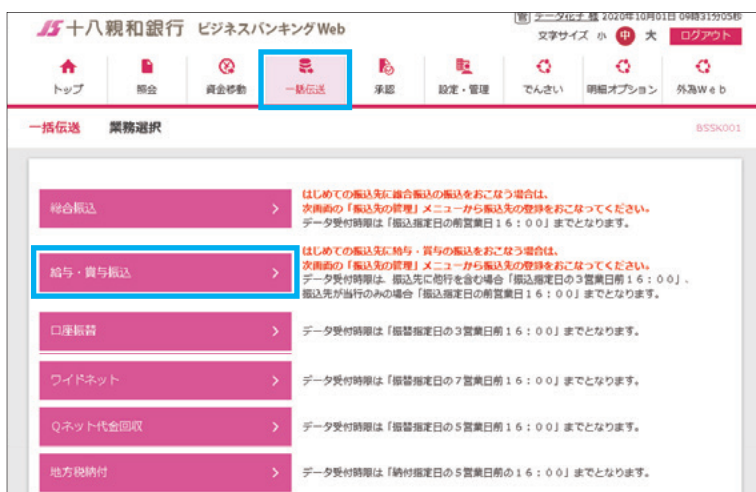 十八親和銀行 ビジネスバンキングWeb
データ花子 様 2020年10月01日 09時31分05秒
文字サイズ 小 中 大 ログアウト
トップ 照会 資金移動 一括伝送 承認 設定・管理 でんさい 明細オプション 外為Ｗｅｂ
一括伝送 業務選択 BSSK001
総合振込
はじめての振込先に総合振込の振込をおこなう場合は、
次画面の「振込先の管理」メニューから振込先の登録をおこなってください。
データ受付時限は「振込指定日の前営業日１６：００」までとなります。
給与・賞与振込
はじめての振込先に給与・賞与の振込をおこなう場合は、
次画面の「振込先の管理」メニューから振込先の登録をおこなってください。
データ受付時限は、振込先に他行を含む場合「振込指定日の３営業日前１６：００」、
振込先が当行のみの場合「振込指定日の前営業日１６：００」までとなります。
口座振替
データ受付時限は「振替指定日の３営業日前１６：００」までとなります。
ワイドネット
データ受付時限は「振替指定日の７営業日前１６：００」までとなります。
Ｑネット代金回収
データ受付時限は「振替指定日の５営業日前１６：００」までとなります。
地方税納付
データ受付時限は「納付指定日の５営業日前の１６：００」までとなります。